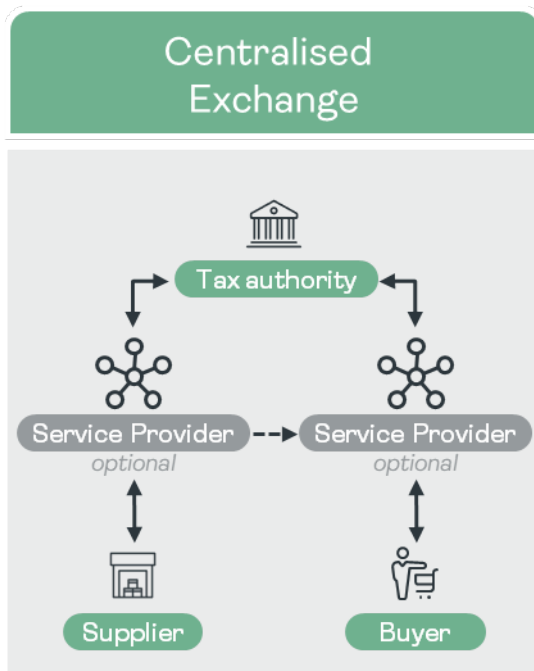 Centralised
Exchange
Tax authority
Service Provider
Service Provider
optional
optional
Supplier
Buyer